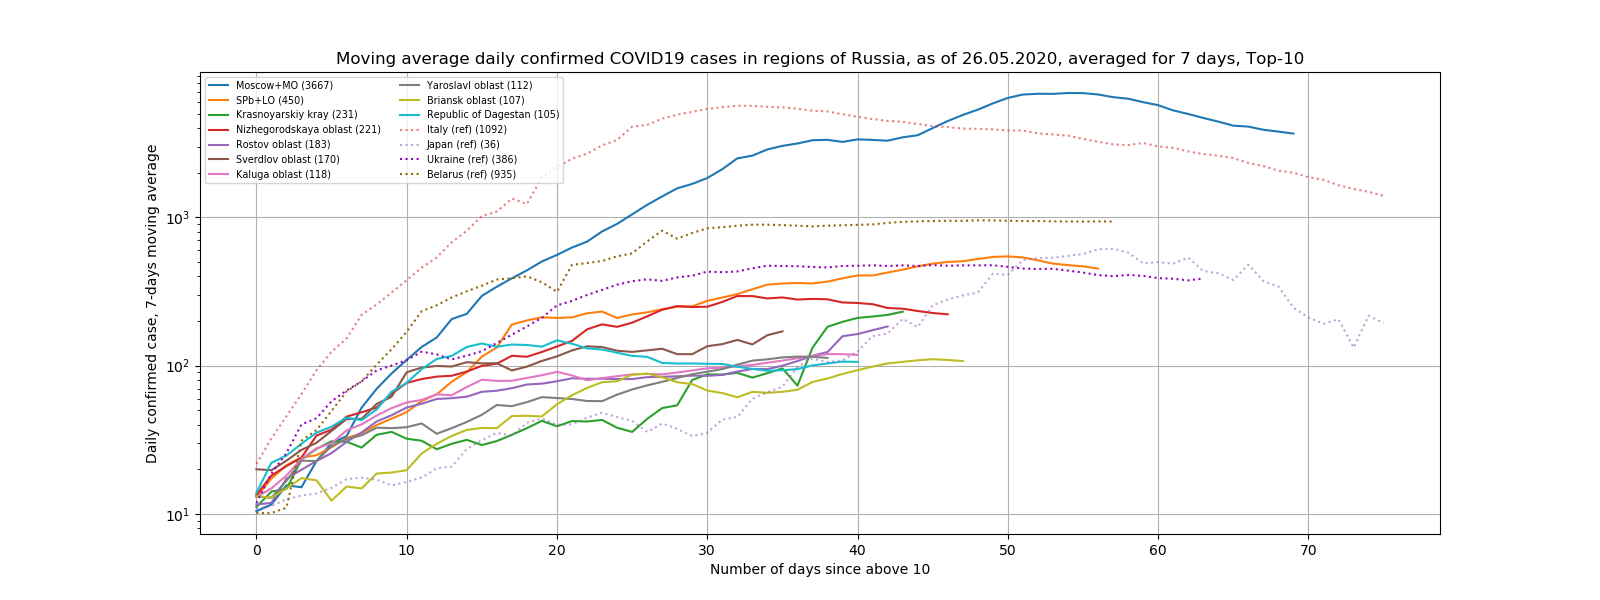 Moving average daily confirmed COVID19 cases in regions of Russia, as of 26.05.2020, averaged for 7 days, Top-10
Moscow+MO (3667)
SPb+LO (450)
Krasnoyarskiy kray (231)
Nizhegorodskaya oblast (221)
Rostov oblast (183)
Sverdlov oblast (170)
Kaluga oblast (118)
Yaroslavl oblast (112)
Briansk oblast (107)
Republic of Dagestan (105)
Italy (ref) (1092)
Japan (ref) (36)
Ukraine (ref) (386)
Belarus (ref) (935)
Daily confirmed case, 7-days moving average
10³
10²
10¹
0 10 20 30 40 50 60 70
Number of days since above 10